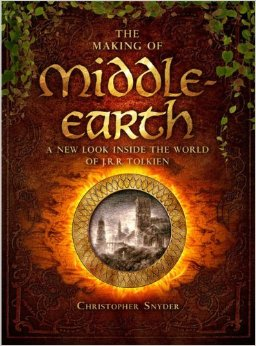 THE
MAKING OF
MIDDLE-
EARTH
A NEW LOOK INSIDE THE WORLD
OF J.R.R. TOLKIEN
CHRISTOPHER SNYDER